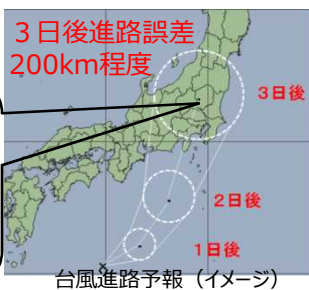 ３日後進路誤差
200km程度
3日後
2日後
1日後
台風進路予報（イメージ）